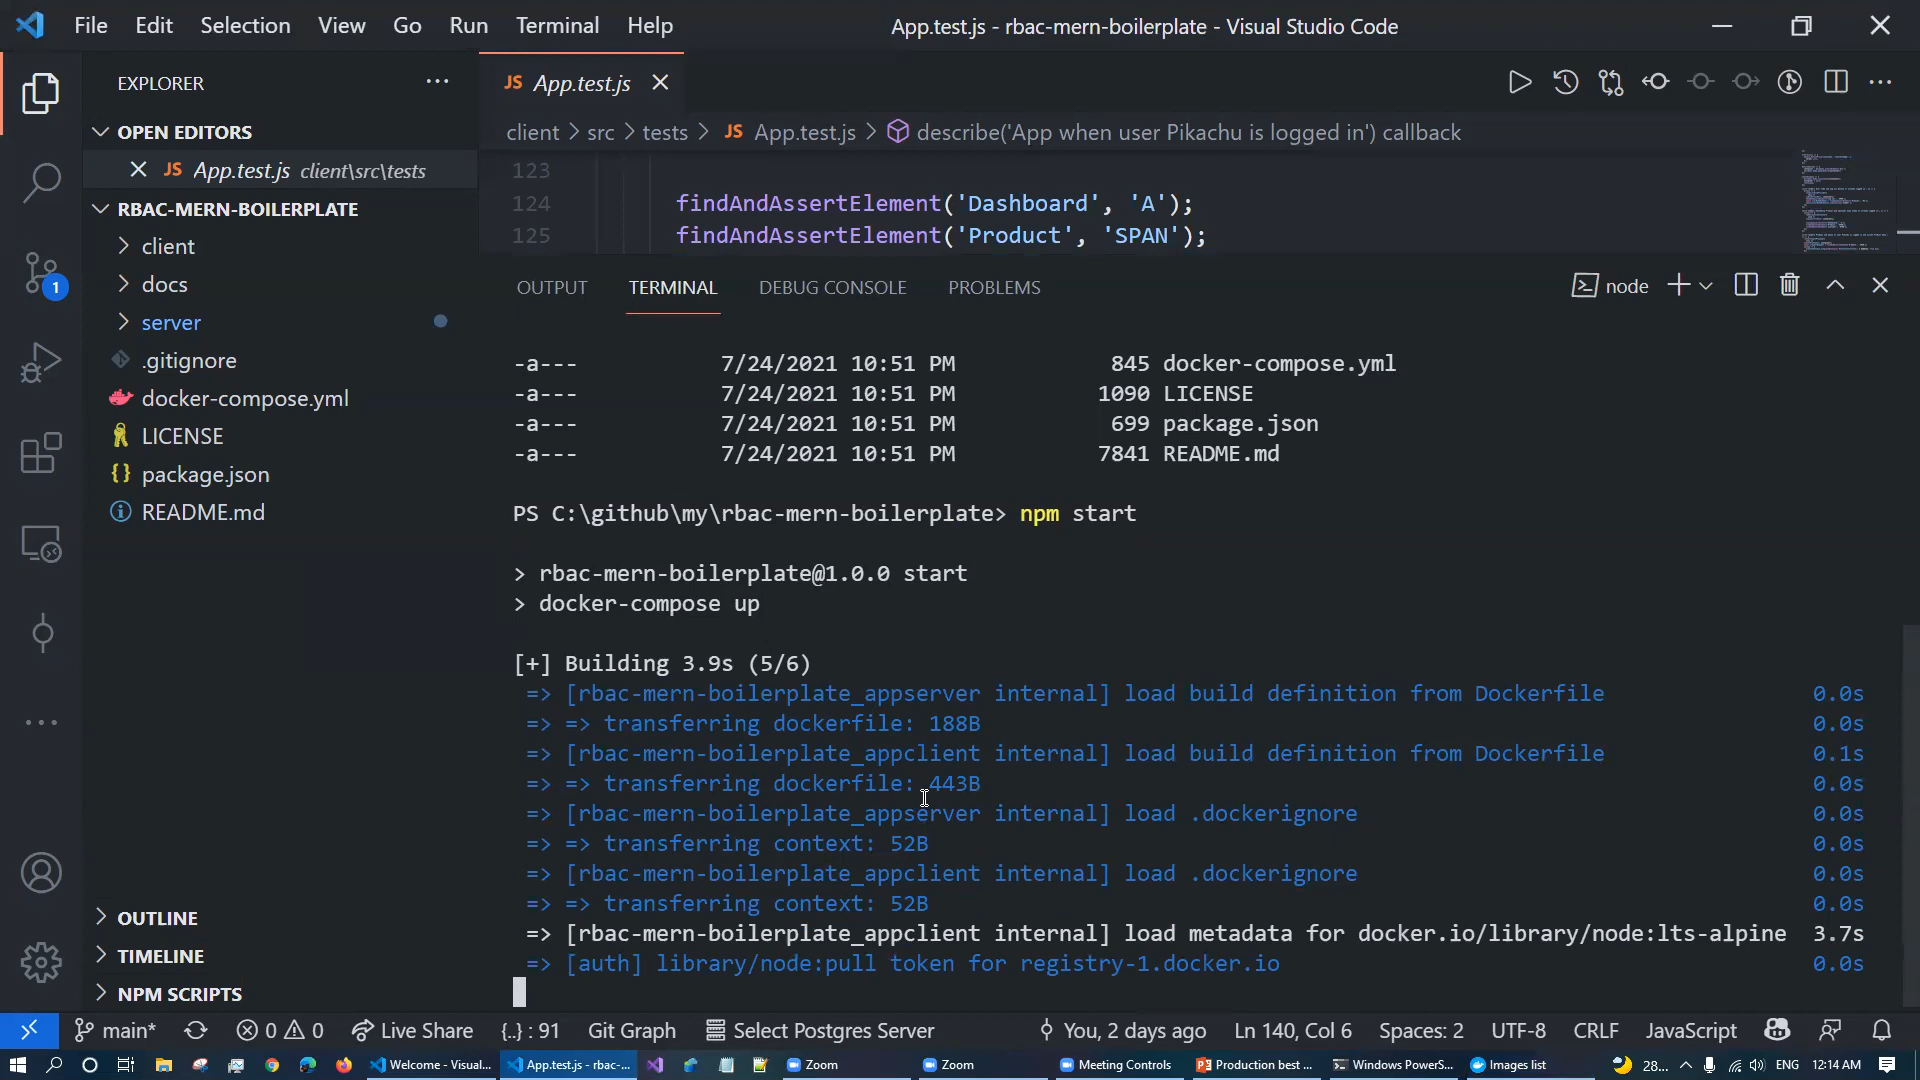 File Edit Selection View Go Run Terminal Help App.test.js - rbac-mern-boilerplate - Visual Studio Code
EXPLORER
JS App.test.js
OPEN EDITORS
JS App.test.js client\src\tests
client > src > tests > JS App.test.js > describe('App when user Pikachu is logged in') callback
123
124 findAndAssertElement('Dashboard', 'A');
125 findAndAssertElement('Product', 'SPAN');
RBAC-MERN-BOILERPLATE
client
docs
server
.gitignore
docker-compose.yml
LICENSE
package.json
README.md
1
OUTPUT TERMINAL DEBUG CONSOLE PROBLEMS node
-a--- 7/24/2021 10:51 PM 845 docker-compose.yml
-a--- 7/24/2021 10:51 PM 1090 LICENSE
-a--- 7/24/2021 10:51 PM 699 package.json
-a--- 7/24/2021 10:51 PM 7841 README.md
PS C:\github\my\rbac-mern-boilerplate> npm start
> rbac-mern-boilerplate@1.0.0 start
> docker-compose up
[+] Building 3.9s (5/6)
=> [rbac-mern-boilerplate_appserver internal] load build definition from Dockerfile 0.0s
=> => transferring dockerfile: 188B 0.0s
=> [rbac-mern-boilerplate_appclient internal] load build definition from Dockerfile 0.1s
=> => transferring dockerfile: 443B 0.0s
=> [rbac-mern-boilerplate_appserver internal] load .dockerignore 0.0s
=> => transferring context: 52B 0.0s
=> [rbac-mern-boilerplate_appclient internal] load .dockerignore 0.0s
=> => transferring context: 52B 0.0s
=> [rbac-mern-boilerplate_appclient internal] load metadata for docker.io/library/node:lts-alpine 3.7s
=> [auth] library/node:pull token for registry-1.docker.io 0.0s
OUTLINE
TIMELINE
NPM SCRIPTS
main* 0 0 Live Share {..} : 91 Git Graph Select Postgres Server You, 2 days ago Ln 140, Col 6 Spaces: 2 UTF-8 CRLF JavaScript
Welcome - Visual... App.test.js - rbac-... Zoom Zoom Meeting Controls Production best ... Windows PowerS... Images list 28... ENG 12:14 AM